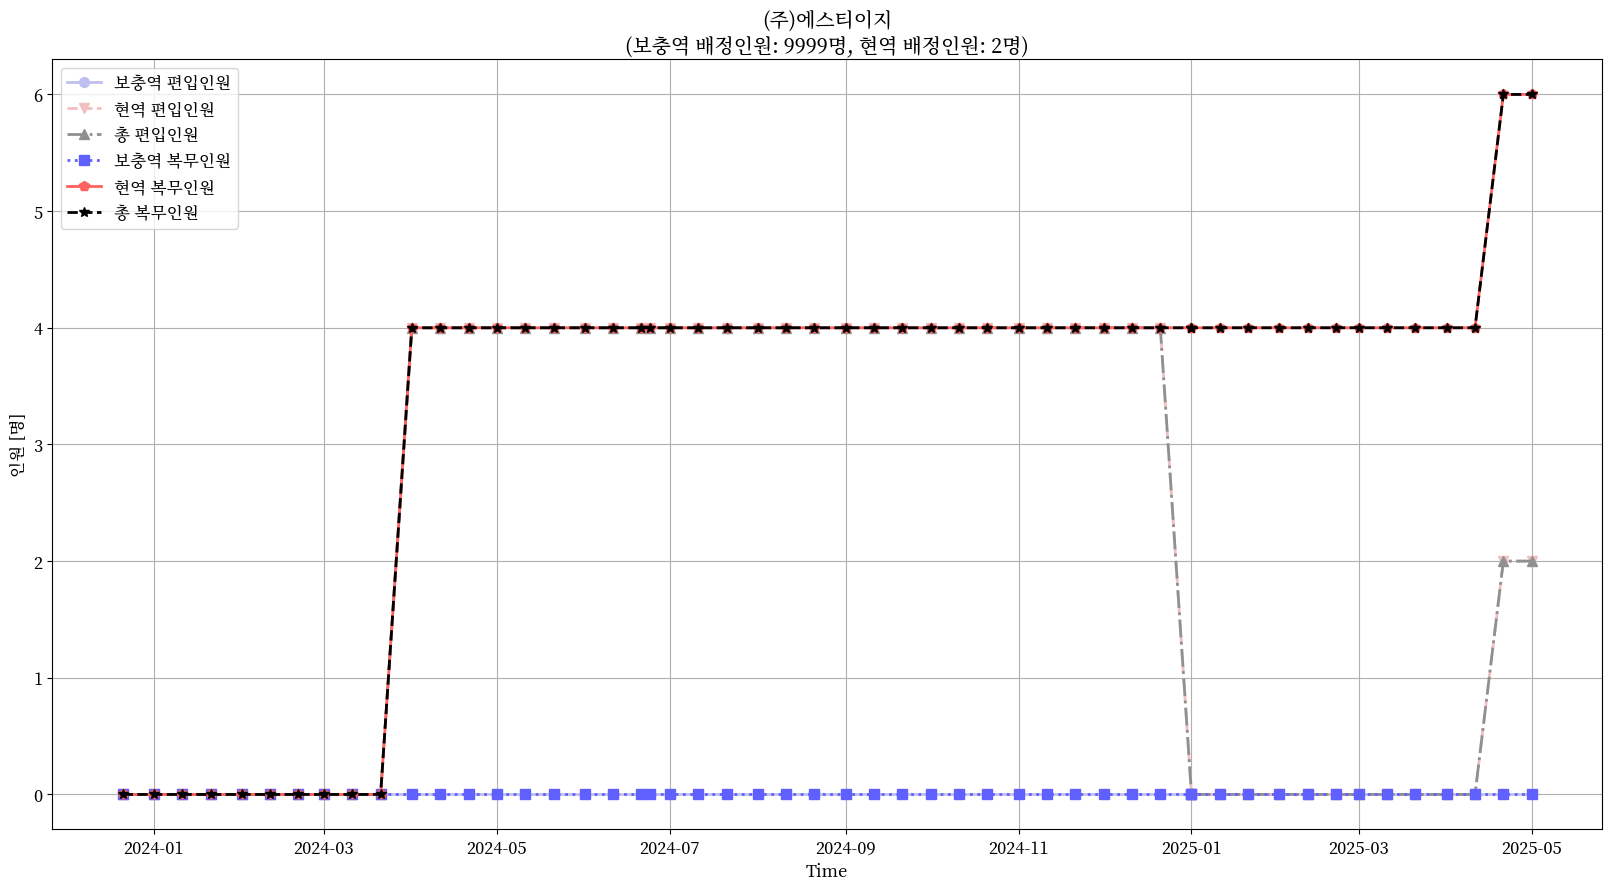 (주)에스티이지
(보충역 배정인원: 9999명, 현역 배정인원: 2명)
보충역 편입인원
현역 편입인원
총 편입인원
보충역 복무인원
현역 복무인원
총 복무인원
6
5
4
3
2
1
0
인원 [명]
2024-01 2024-03 2024-05 2024-07 2024-09 2024-11 2025-01 2025-03 2025-05
Time